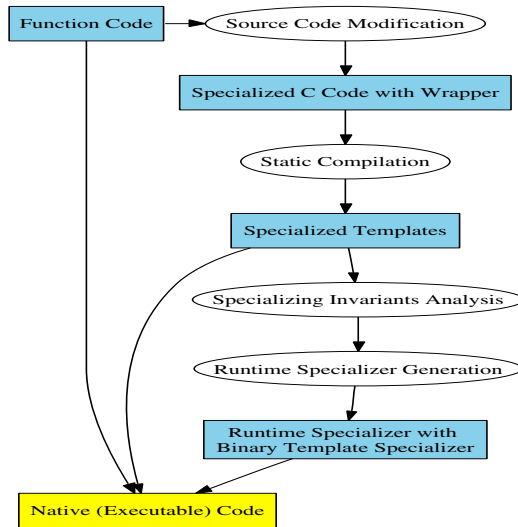 Function Code
Source Code Modification
Specialized C Code with Wrapper
Static Compilation
Specialized Templates
Specializing Invariants Analysis
Runtime Specializer Generation
Runtime Specializer with
Binary Template Specializer
Native (Executable) Code